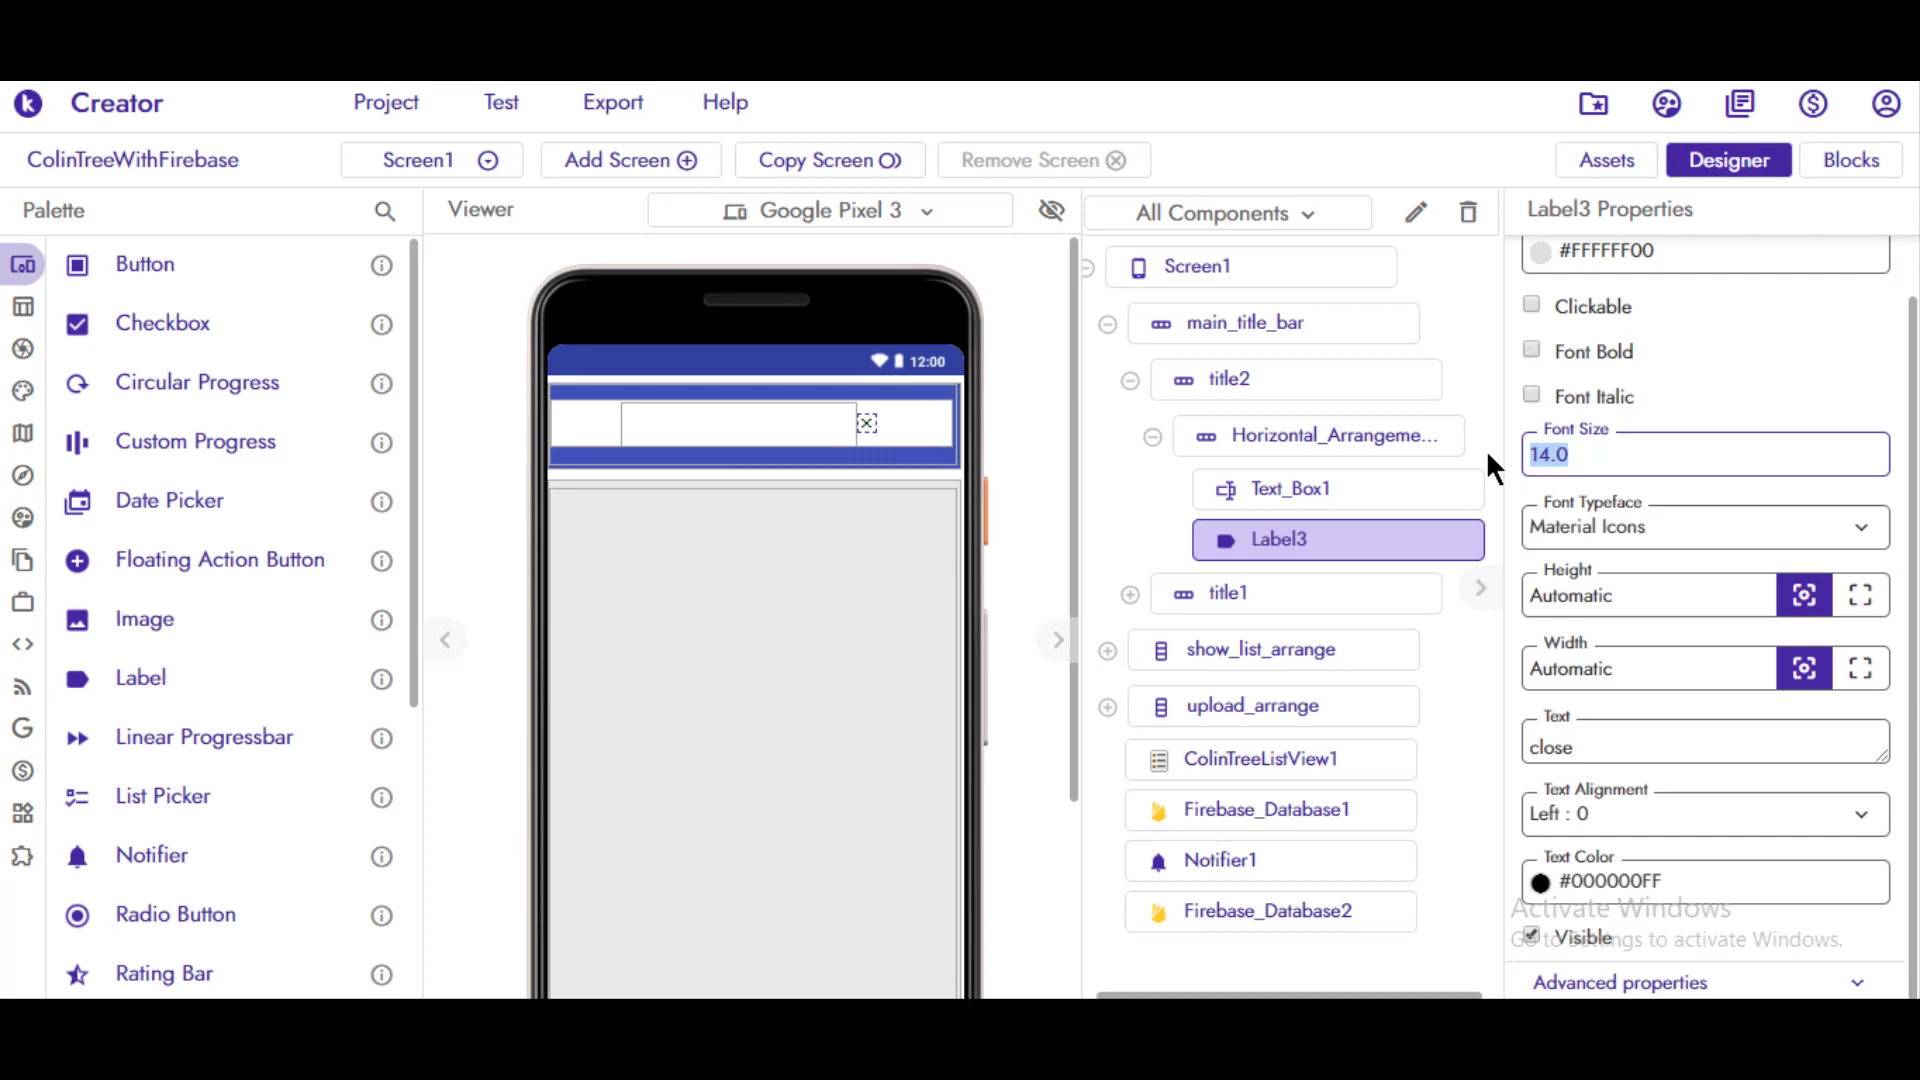 Creator
Project
Test
Export
Help
ColinTreeWithFirebase
Screen1
Add Screen
Copy Screen
Remove Screen
Assets
Designer
Blocks
Palette
Viewer
Google Pixel 3
All Components
Label3 Properties
Button
Checkbox
Circular Progress
Custom Progress
Date Picker
Floating Action Button
Image
Label
Linear Progressbar
List Picker
Notifier
Radio Button
Rating Bar
12:00
Screen1
main_title_bar
title2
Horizontal_Arrangeme...
Text_Box1
Label3
title1
show_list_arrange
upload_arrange
ColinTreeListView1
Firebase_Database1
Notifier1
Firebase_Database2
#FFFFFF00
Clickable
Font Bold
Font Italic
Font Size
14.0
Font Typeface
Material Icons
Height
Automatic
Width
Automatic
Text
close
Text Alignment
Left : 0
Text Color
#000000FF
Activate Windows
Go to Settings to activate Windows.
Visible
Advanced properties